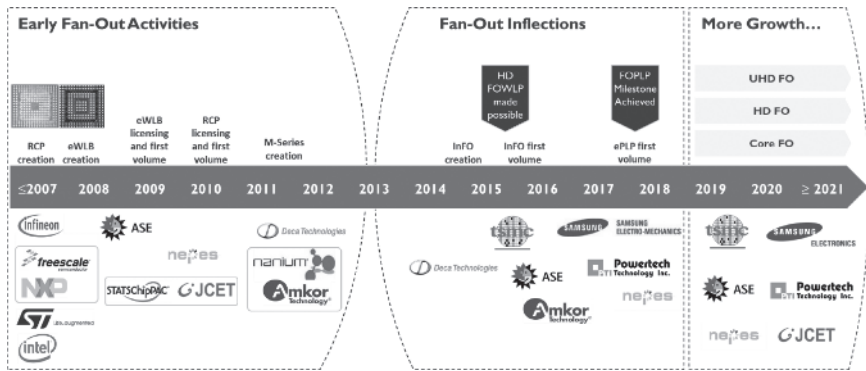 Early Fan-Out Activities
Fan-Out Inflections
More Growth...
HD
FOWLP
made
possible
FOPLP
Milestone
Achieved
UHD FO
HD FO
Core FO
RCP
creation
eWLB
creation
eWLB
licensing
and first
volume
RCP
licensing
and first
volume
M-Series
creation
InFO
creation
InFO first
volume
ePLP first
volume
≤2007 2008 2009 2010 2011 2012 2013 2014 2015 2016 2017 2018 2019 2020 ≥ 2021
infineon
ASE
freescale
semiconductor
NXP
nepes
STATSChipPAC
JCET
ST
life.augmented
intel
Deca Technologies
nanium
Amkor
Technology®
Deca Technologies
tsmc
ASE
Amkor
Technology®
SAMSUNG
SAMSUNG
ELECTRO-MECHANICS
PTI
Powertech
Technology Inc.
nepes
tsmc
SAMSUNG
ELECTRONICS
ASE
PTI
Powertech
Technology Inc.
nepes
JCET